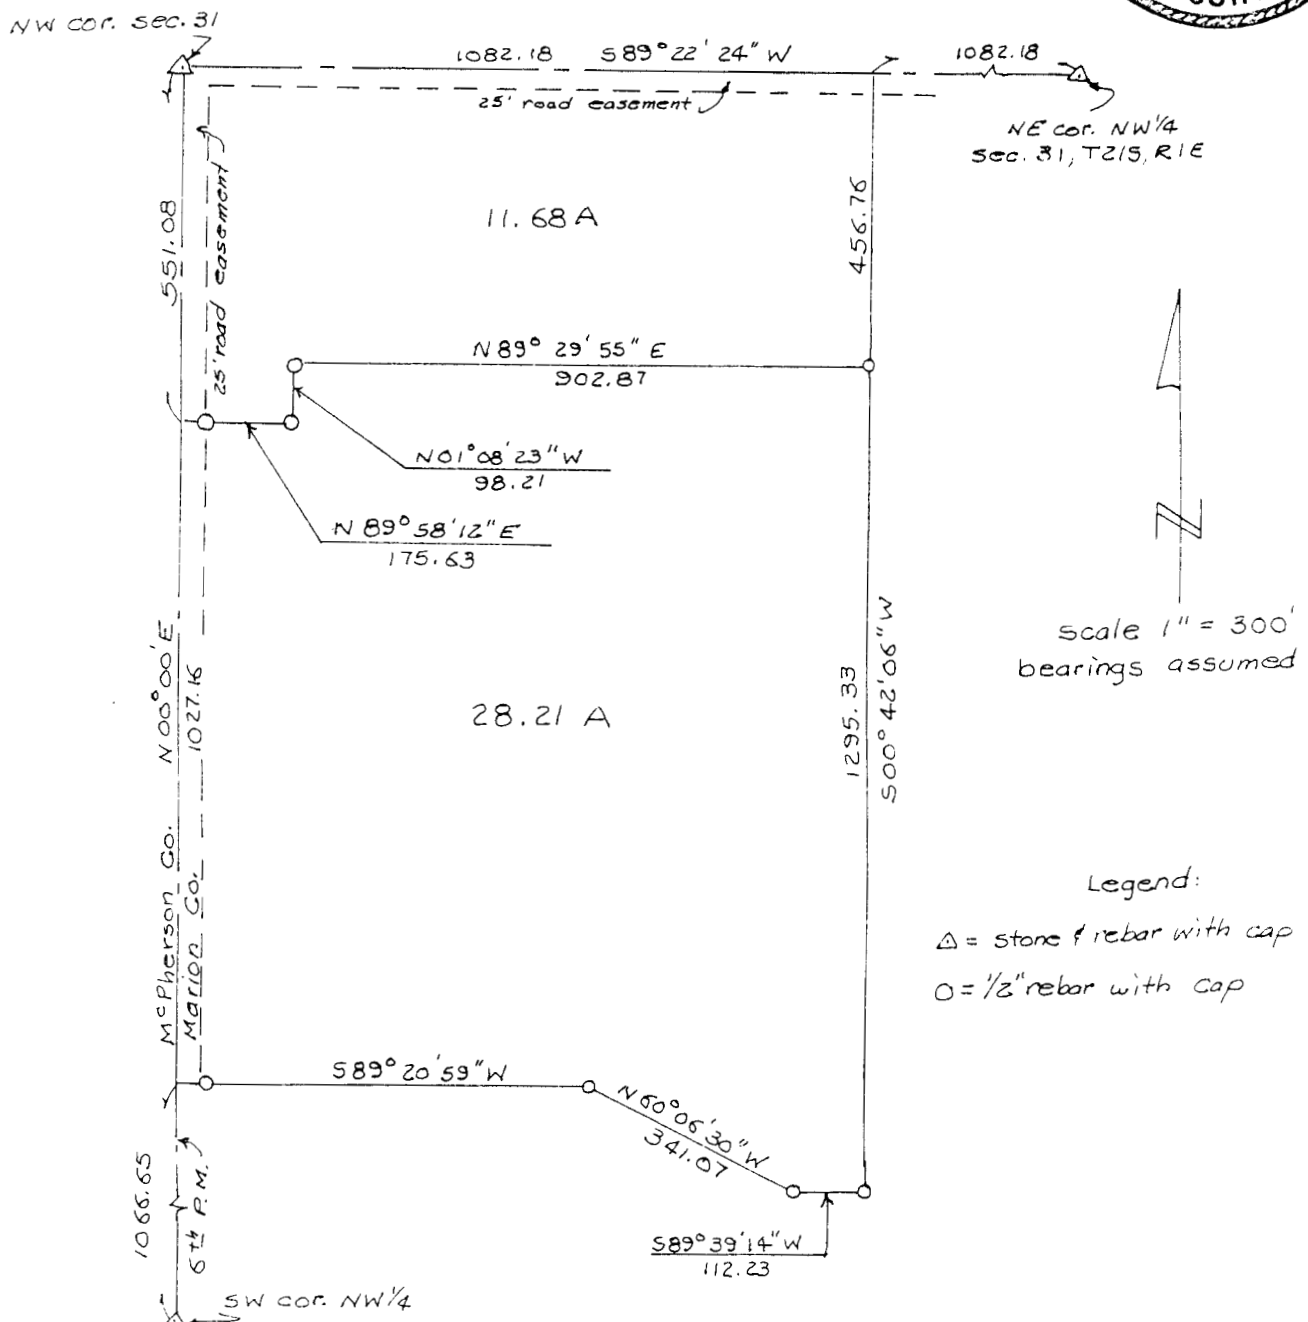 NW cor. sec. 31
1082.18 S89°22'24"W 1082.18
25' road easement
NE cor. NW1/4
sec. 31, T21S, R1E
551.08
25' road easement
11.68 A
456.76
N89° 29' 55" E
902.87
N01°08'23"W
98.21
N 89°58'12"E
175.63
scale 1" = 300'
bearings assumed
N00°00'E
1027.16
28.21 A
1295.33
S00°42'06"W
McPherson Co.
Marion Co.
Legend:
△ = stone & rebar with cap
O = 1/2" rebar with cap
S89°20'59"W
N60°06'30"W
341.07
S89°39'14"W
112.23
1066.65
6th P.M.
SW cor. NW1/4